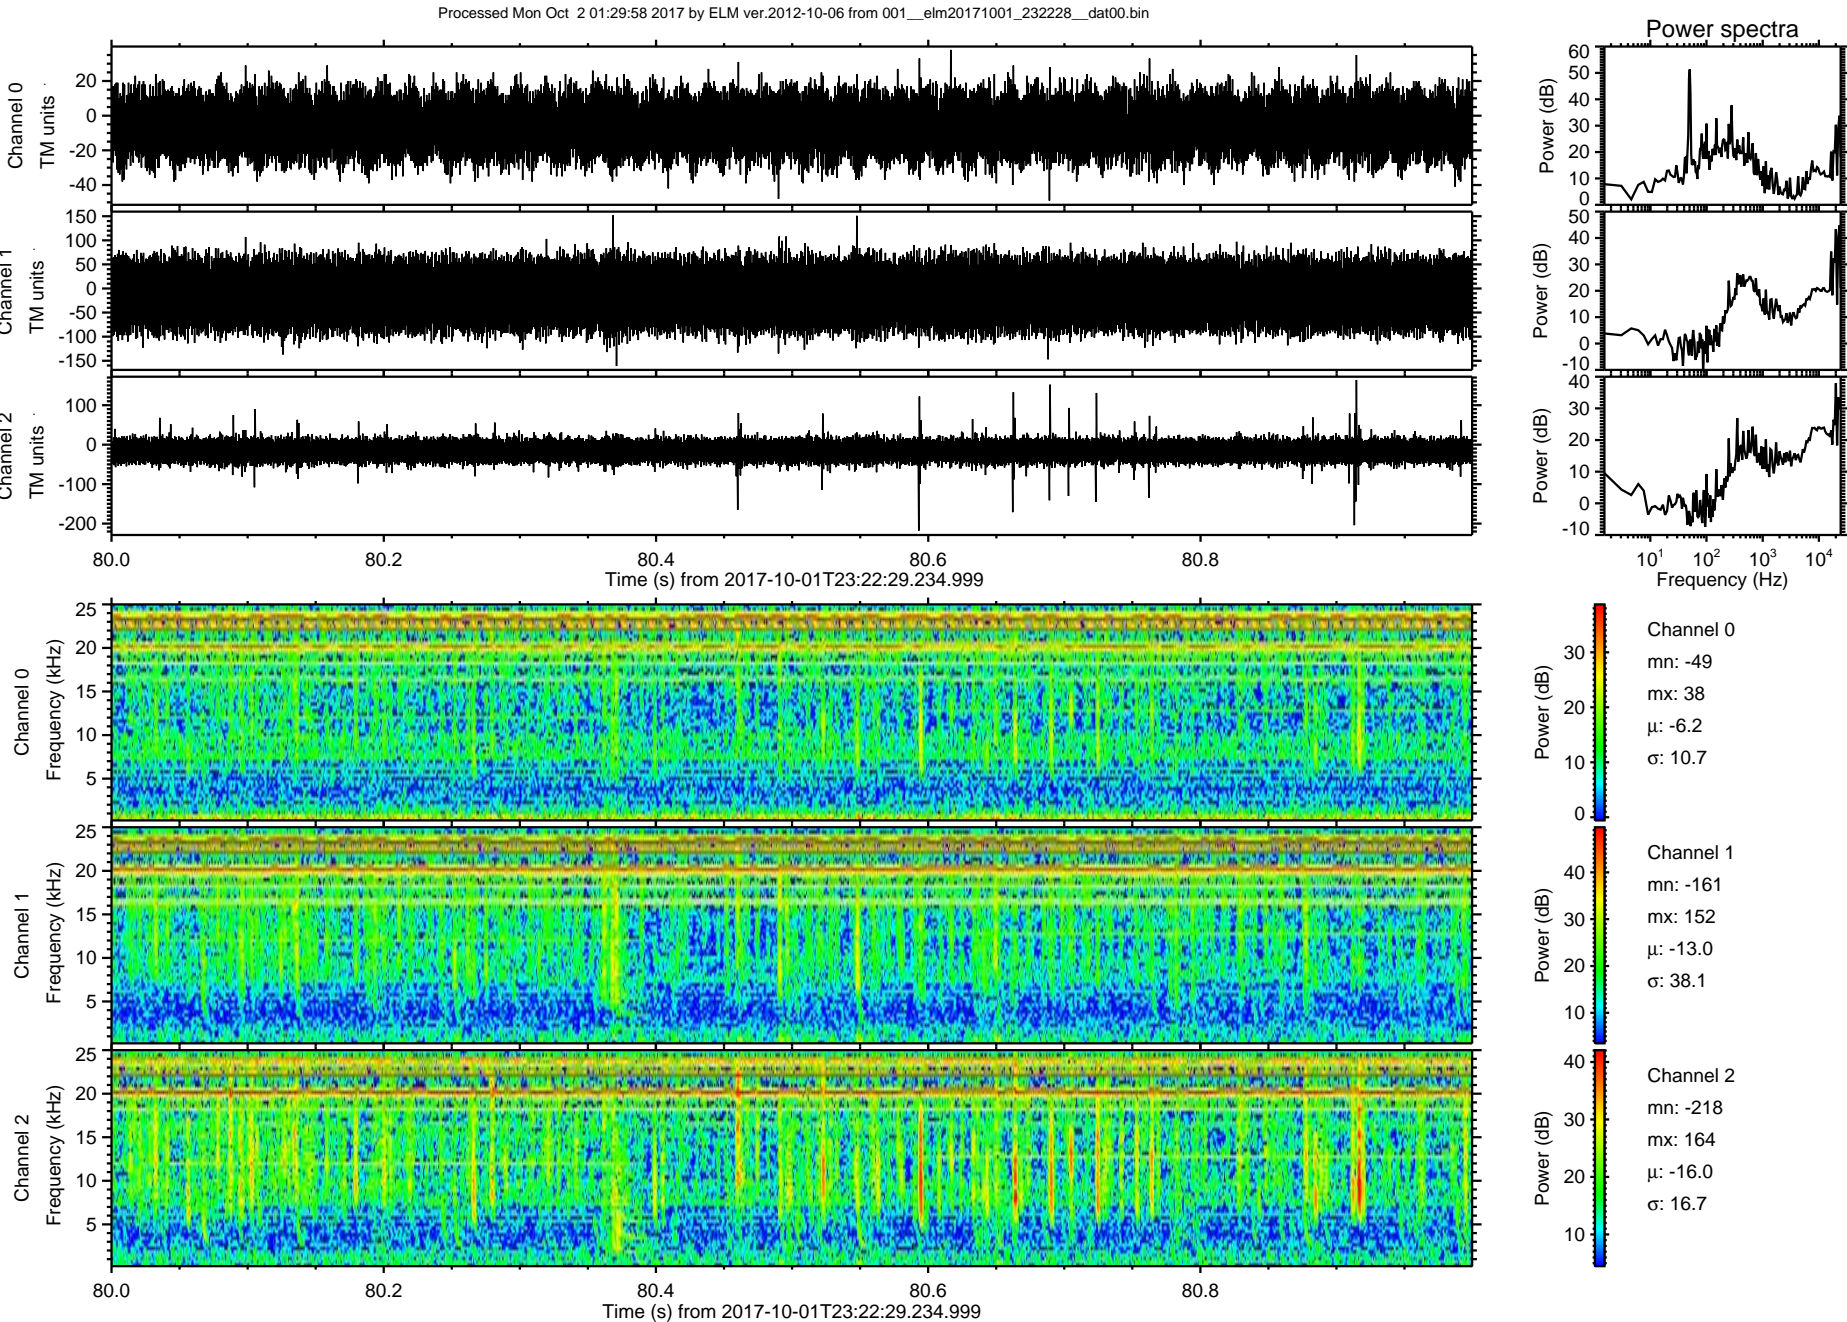 Processed Mon Oct  2 01:29:58 2017 by ELM ver.2012-10-06 from 001__elm20171001_232228__dat00.bin
Power spectra
Channel 0
TM units
20
0
-20
-40
Power (dB)
60
50
40
30
20
10
0
Channel 1
TM units
150
100
50
0
-50
-100
-150
Power (dB)
50
40
30
20
10
0
-10
Channel 2
TM units
100
0
-100
-200
Power (dB)
40
30
20
10
0
-10
80.0 80.2 80.4 80.6 80.8
Time (s) from 2017-10-01T23:22:29.234.999
10¹ 10² 10³ 10⁴
Frequency (Hz)
Channel 0
Frequency (kHz)
25
20
15
10
5
Power (dB)
30
20
10
0
Channel 0
mn: -49
mx: 38
μ: -6.2
σ: 10.7
Channel 1
Frequency (kHz)
25
20
15
10
5
Power (dB)
40
30
20
10
Channel 1
mn: -161
mx: 152
μ: -13.0
σ: 38.1
Channel 2
Frequency (kHz)
25
20
15
10
5
Power (dB)
40
30
20
10
Channel 2
mn: -218
mx: 164
μ: -16.0
σ: 16.7
80.0 80.2 80.4 80.6 80.8
Time (s) from 2017-10-01T23:22:29.234.999